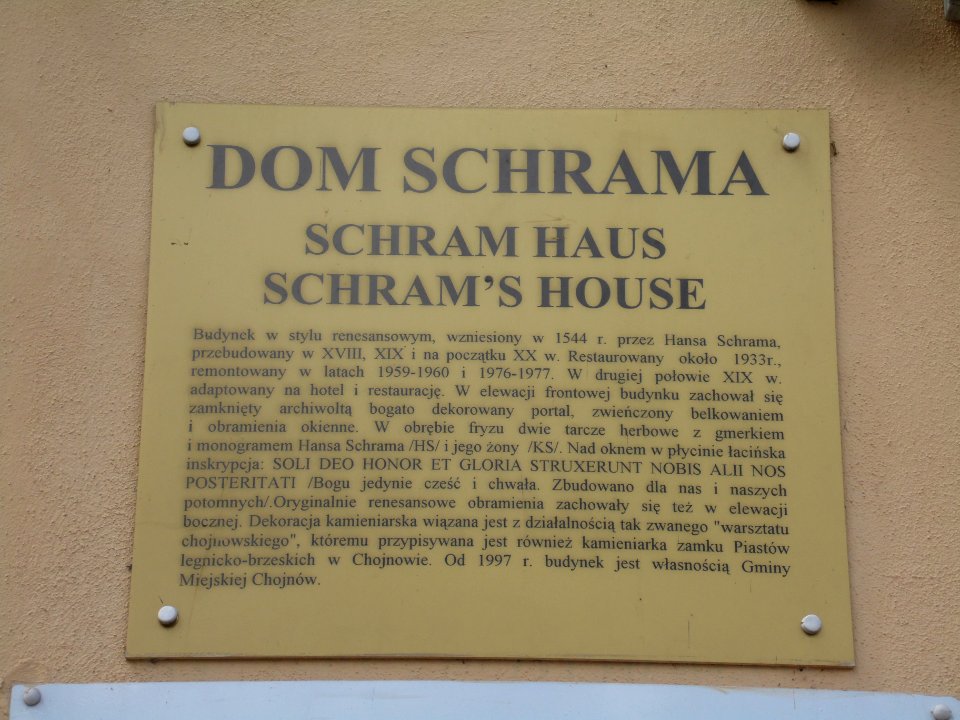 DOM SCHRAMA
SCHRAM HAUS
SCHRAM’S HOUSE
Budynek w stylu renesansowym, wzniesiony w 1544 r. przez Hansa Schrama,
przebudowany w XVIII, XIX i na początku XX w. Restaurowany około 1933r.,
remontowany w latach 1959-1960 i 1976-1977. W drugiej połowie XIX w.
adaptowany na hotel i restaurację. W elewacji frontowej budynku zachował się
zamknięty archiwoltą bogato dekorowany portal, zwieńczony belkowaniem
i obramienia okienne. W obrębie fryzu dwie tarcze herbowe z gmerkiem
i monogramem Hansa Schrama /HS/ i jego żony /KS/. Nad oknem w płycinie łacińska
inskrypcja: SOLI DEO HONOR ET GLORIA STRUXERUNT NOBIS ALII NOS
POSTERITATI /Bogu jedynie cześć i chwała. Zbudowano dla nas i naszych
potomnych/.Oryginalnie renesansowe obramienia zachowały się też w elewacji
bocznej. Dekoracja kamieniarska wiązana jest z działalnością tak zwanego "warsztatu
chojnowskiego", któremu przypisywana jest również kamieniarka zamku Piastów
legnicko-brzeskich w Chojnowie. Od 1997 r. budynek jest własnością Gminy
Miejskiej Chojnów.